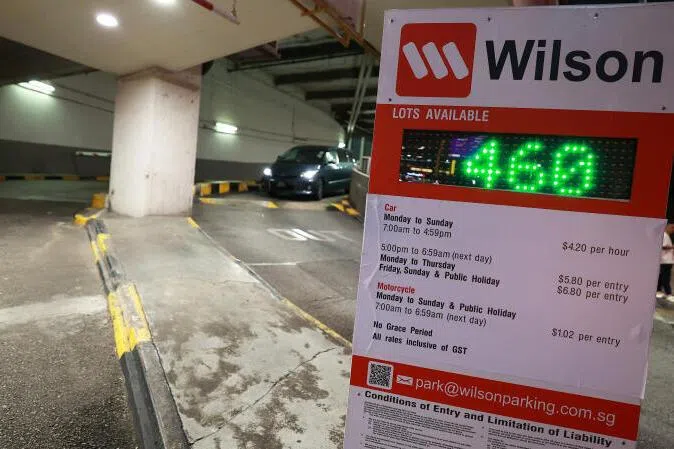 Wilson
LOTS AVAILABLE
460
Car
Monday to Sunday
7:00am to 4:59pm
$4.20 per hour
5:00pm to 6:59am (next day)
Monday to Thursday
$5.80 per entry
Friday, Sunday & Public Holiday
$6.80 per entry
Motorcycle
Monday to Sunday & Public Holiday
7:00am to 6:59am (next day)
$1.02 per entry
No Grace Period
All rates inclusive of GST
park@wilsonparking.com.sg
Conditions of Entry and Limitation of Liability